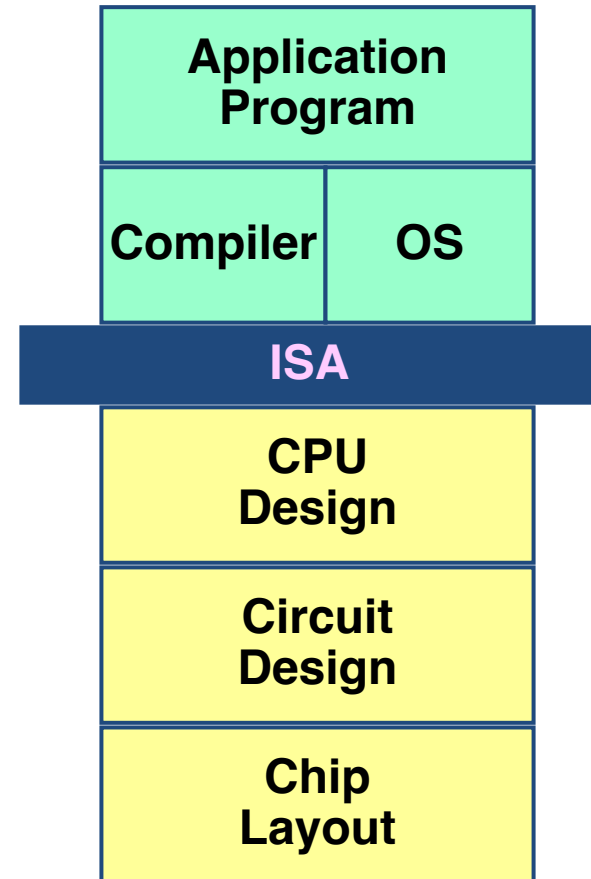 Application
Program
Compiler
OS
ISA
CPU
Design
Circuit
Design
Chip
Layout